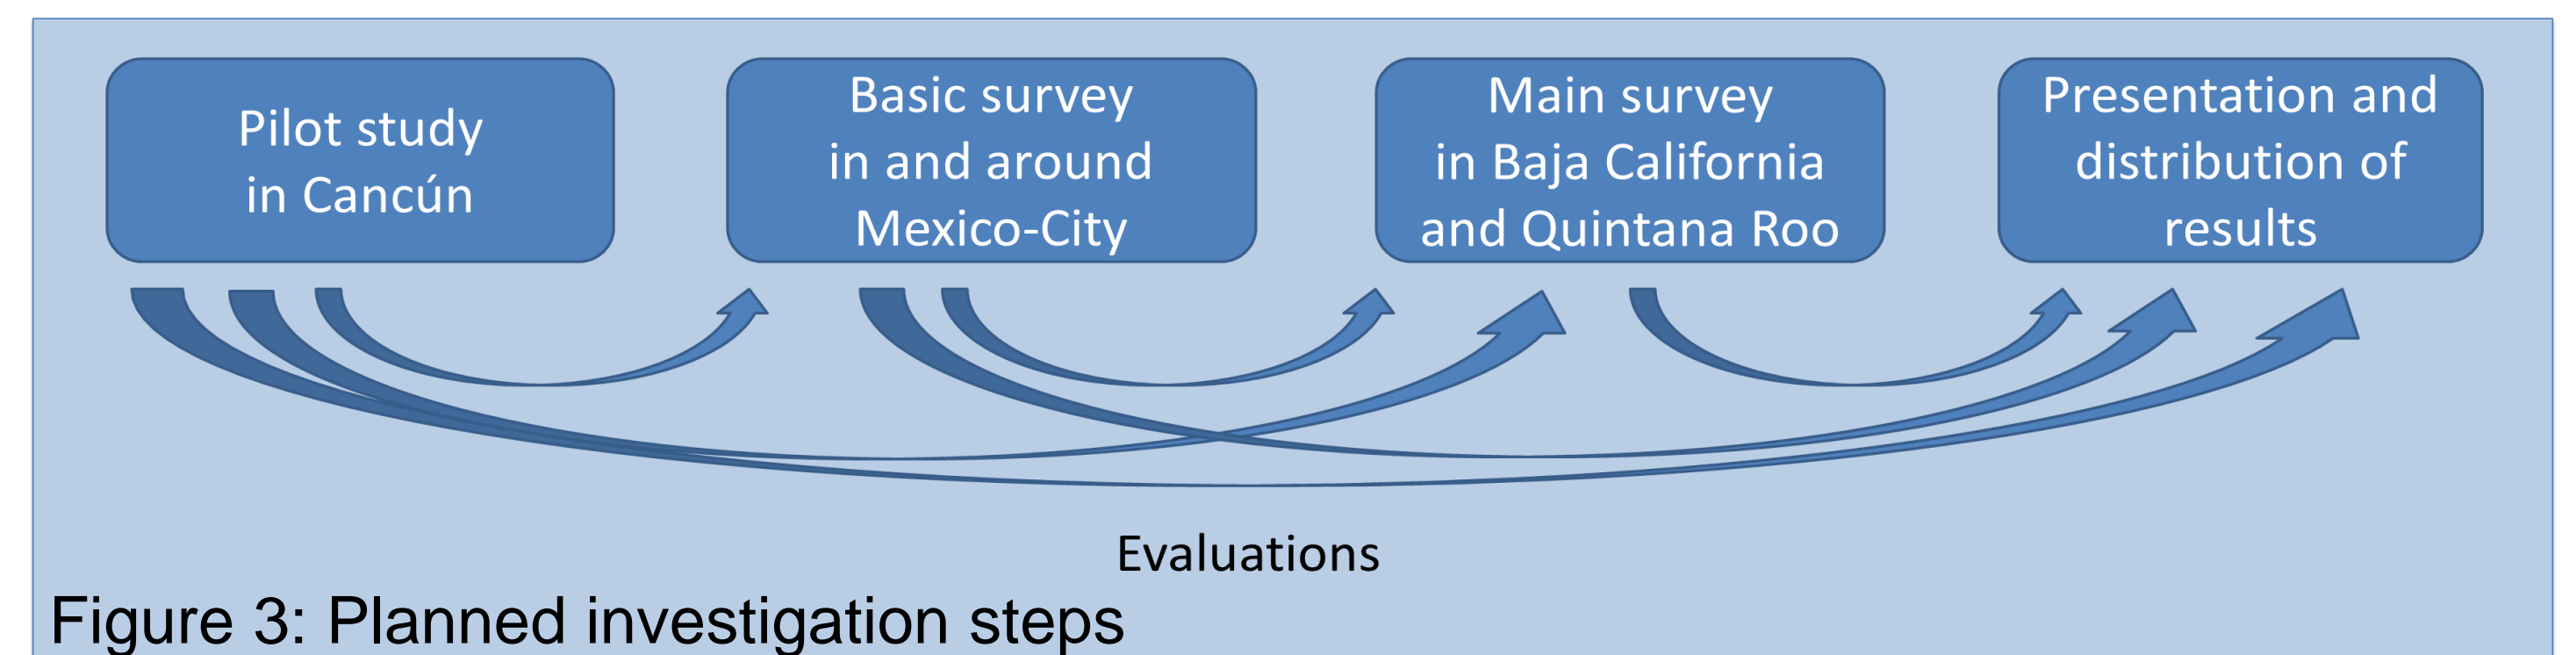 Pilot study
in Cancún
Basic survey
in and around
Mexico-City
Main survey
in Baja California
and Quintana Roo
Presentation and
distribution of
results
Evaluations
Figure 3: Planned investigation steps